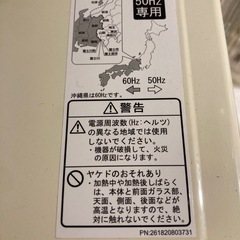 50Hz
専用
富士川
60Hz
50Hz
沖縄県は60Hzです。
⚠警告
• 電源周波数(Hz:ヘルツ)
の異なる地域では使用
しないでください。
・機器が破損して、火災
の原因になります。
• ヤケドのおそれあり
・加熱中や加熱後しばらく
は、本体と前面ガラス部、
天面、側面、後面などが
高温となりますので、絶
対に触れないでください。
PN:261820803731